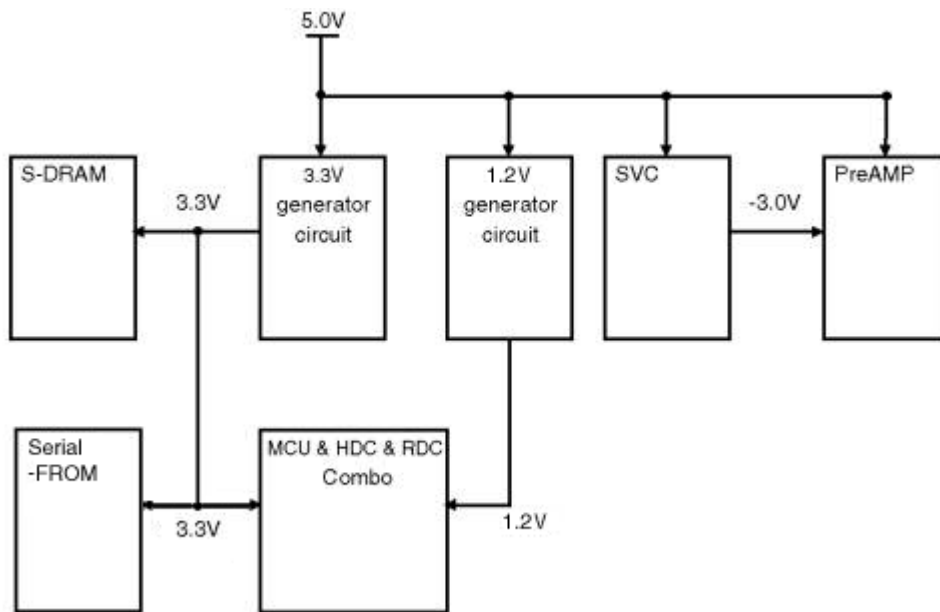 5.0V
S-DRAM
3.3V
3.3V
generator
circuit
1.2V
generator
circuit
SVC
-3.0V
PreAMP
Serial
-FROM
3.3V
MCU & HDC & RDC
Combo
1.2V